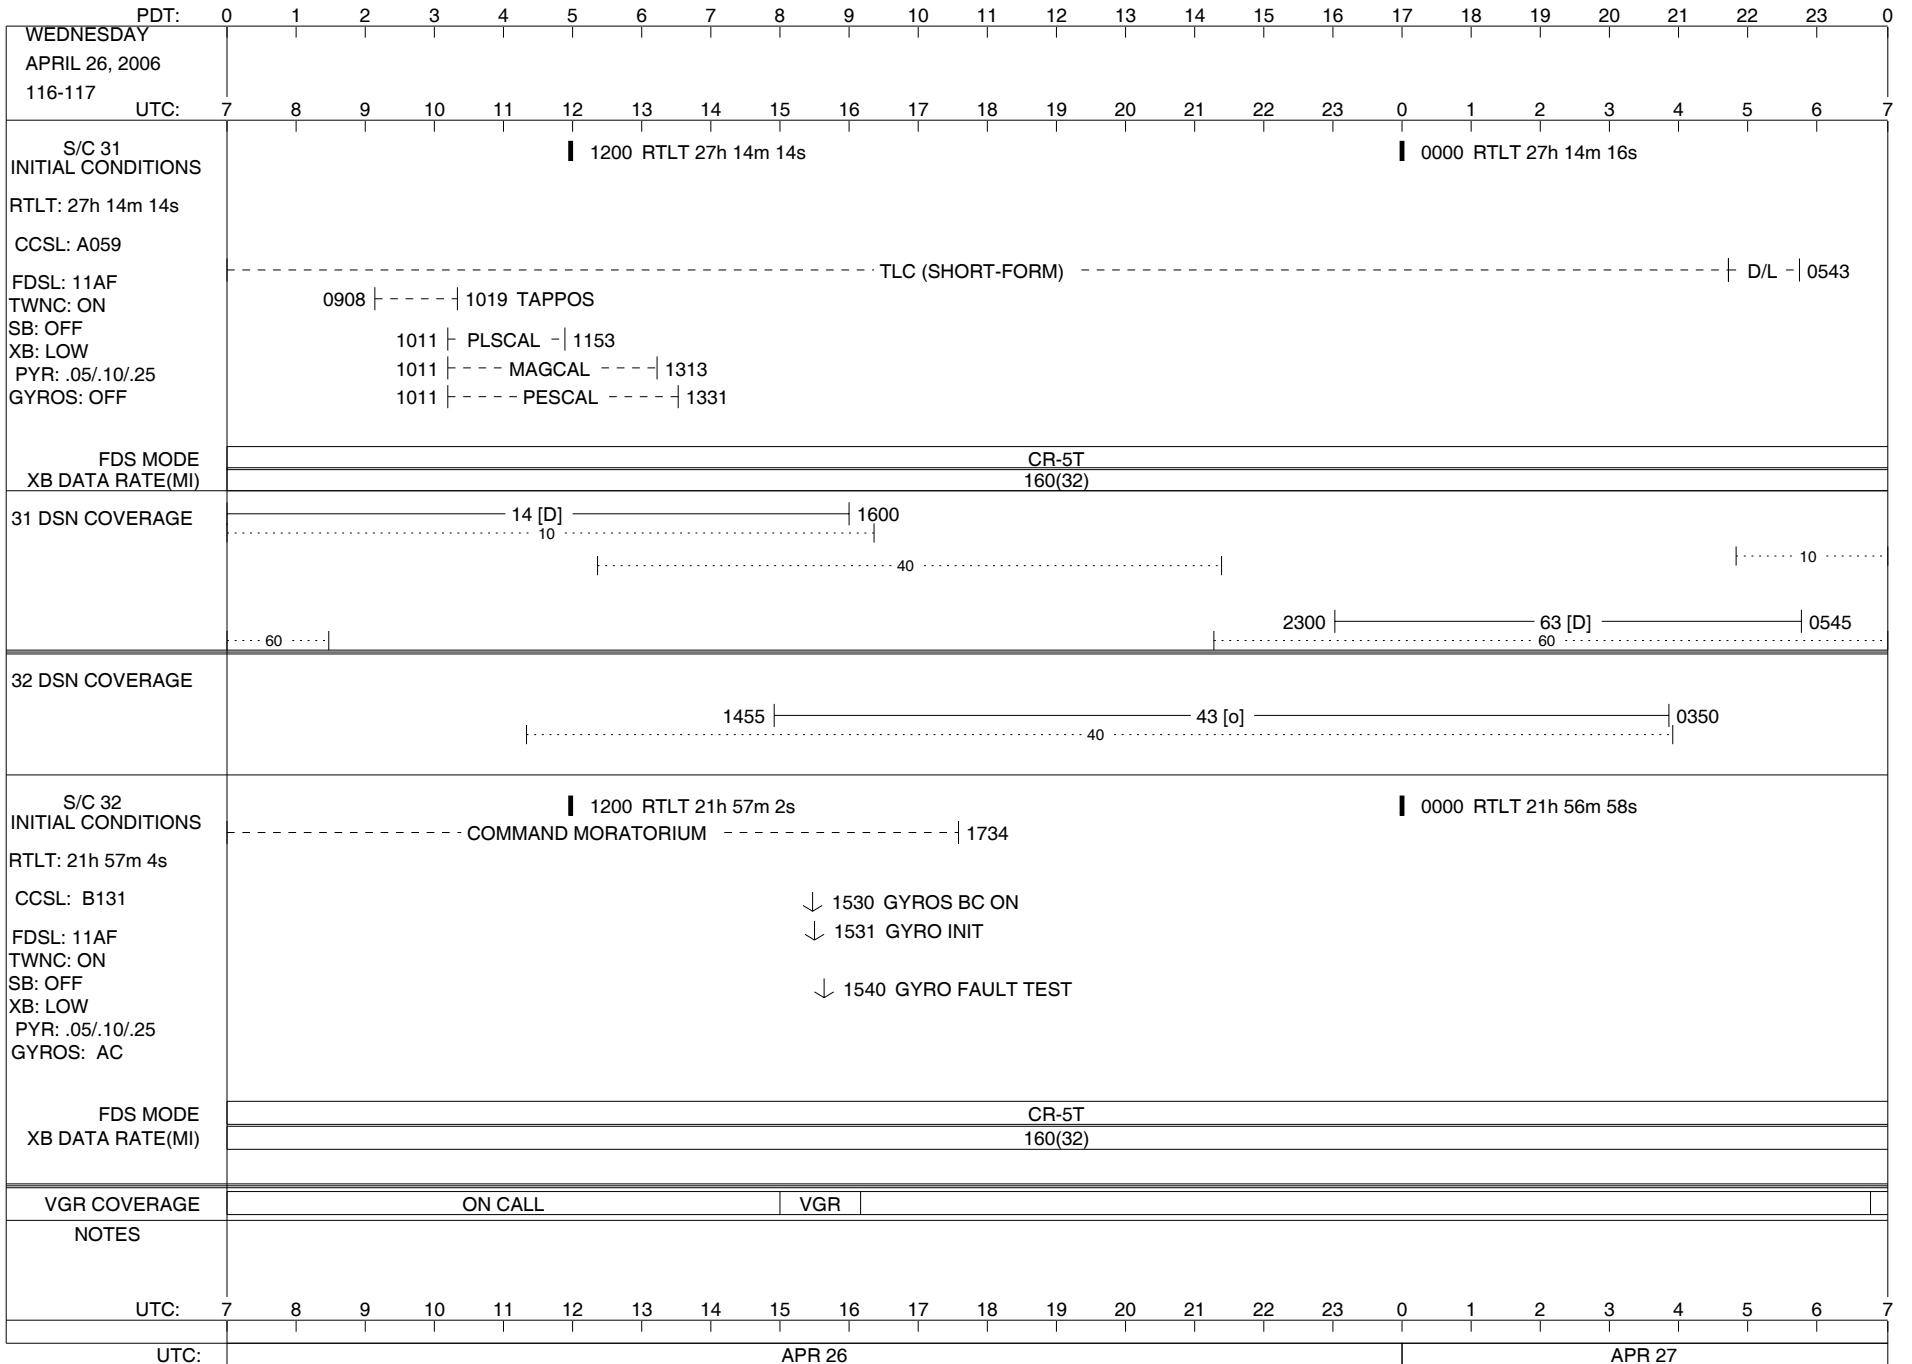 PDT: 0 1 2 3 4 5 6 7 8 9 10 11 12 13 14 15 16 17 18 19 20 21 22 23 0
WEDNESDAY
APRIL 26, 2006
116-117
UTC: 7 8 9 10 11 12 13 14 15 16 17 18 19 20 21 22 23 0 1 2 3 4 5 6 7
S/C 31
INITIAL CONDITIONS
1200 RTLT 27h 14m 14s
0000 RTLT 27h 14m 16s
RTLT: 27h 14m 14s
CCSL: A059
TLC (SHORT-FORM) D/L 0543
FDSL: 11AF
0908 1019 TAPPOS
TWNC: ON
SB: OFF
1011 PLSCAL 1153
XB: LOW
1011 MAGCAL 1313
PYR: .05/.10/.25
GYROS: OFF
1011 PESCAL 1331
FDS MODE CR-5T
XB DATA RATE(MI) 160(32)
31 DSN COVERAGE
14 [D] 1600
10
10
40
2300 63 [D] 0545
60
60
32 DSN COVERAGE
1455 43 [o] 0350
40
S/C 32
INITIAL CONDITIONS
1200 RTLT 21h 57m 2s
0000 RTLT 21h 56m 58s
COMMAND MORATORIUM 1734
RTLT: 21h 57m 4s
CCSL: B131
1530 GYROS BC ON
1531 GYRO INIT
FDSL: 11AF
TWNC: ON
SB: OFF
1540 GYRO FAULT TEST
XB: LOW
PYR: .05/.10/.25
GYROS: AC
FDS MODE CR-5T
XB DATA RATE(MI) 160(32)
VGR COVERAGE ON CALL VGR
NOTES
UTC: 7 8 9 10 11 12 13 14 15 16 17 18 19 20 21 22 23 0 1 2 3 4 5 6 7
UTC: APR 26 APR 27